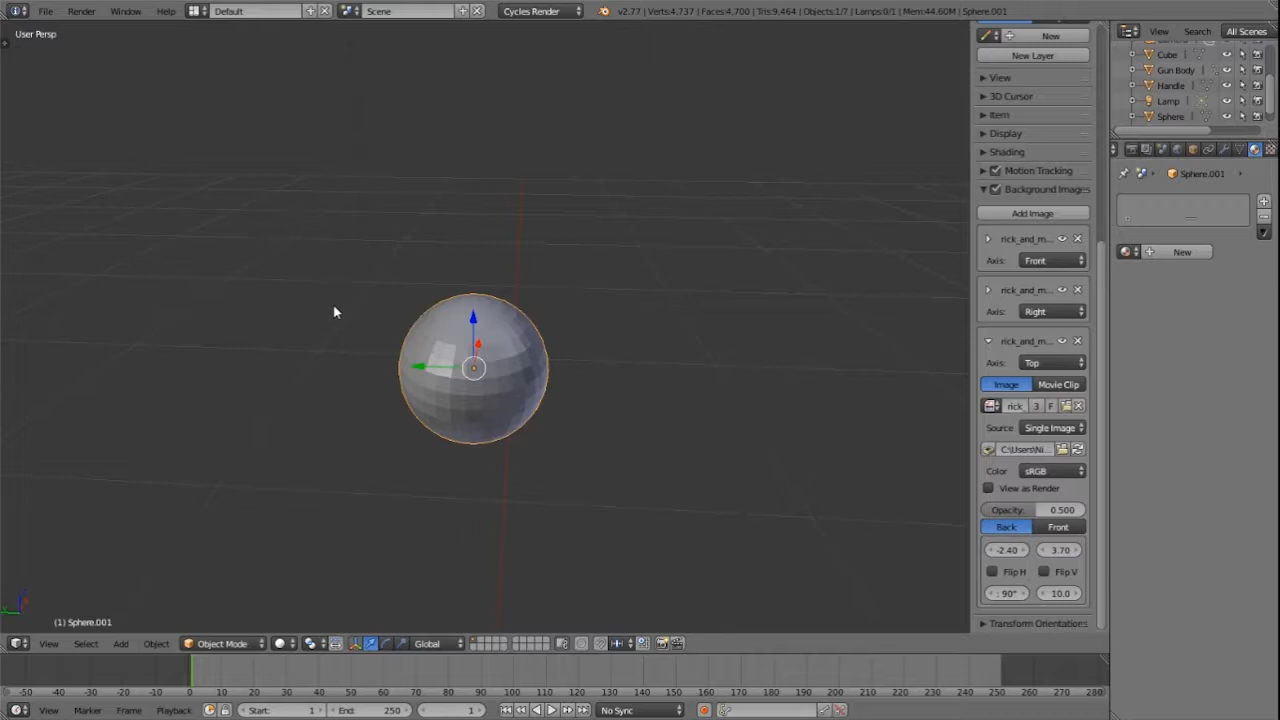 File Render Window Help Default Scene Cycles Render v2.77 | Verts:4,737 | Faces:4,700 | Tris:9,464 | Objects:1/7 | Lamps:0/1 | Mem:44.60M | Sphere.001
User Persp
New
New Layer
View
3D Cursor
Item
Display
Shading
Motion Tracking
Background Images
Add Image
rick_and_m...
Axis: Front
rick_and_m...
Axis: Right
rick_and_m...
Axis: Top
Image Movie Clip
rick 3 F
Source Single Image
C:\Users\Ni...
Color sRGB
View as Render
Opacity: 0.500
Back Front
-2.40 3.70
Flip H Flip V
: 90° 10.0
Transform Orientations
View Search All Scenes
Cube
Gun Body
Handle
Lamp
Sphere
Sphere.001
New
(1) Sphere.001
View Select Add Object Object Mode Global
-50 -40 -30 -20 -10 0 10 20 30 40 50 60 70 80 90 100 110 120 130 140 150 160 170 180 190 200 210 220 230 240 250 260 270 280
View Marker Frame Playback Start: 1 End: 250 1 No Sync